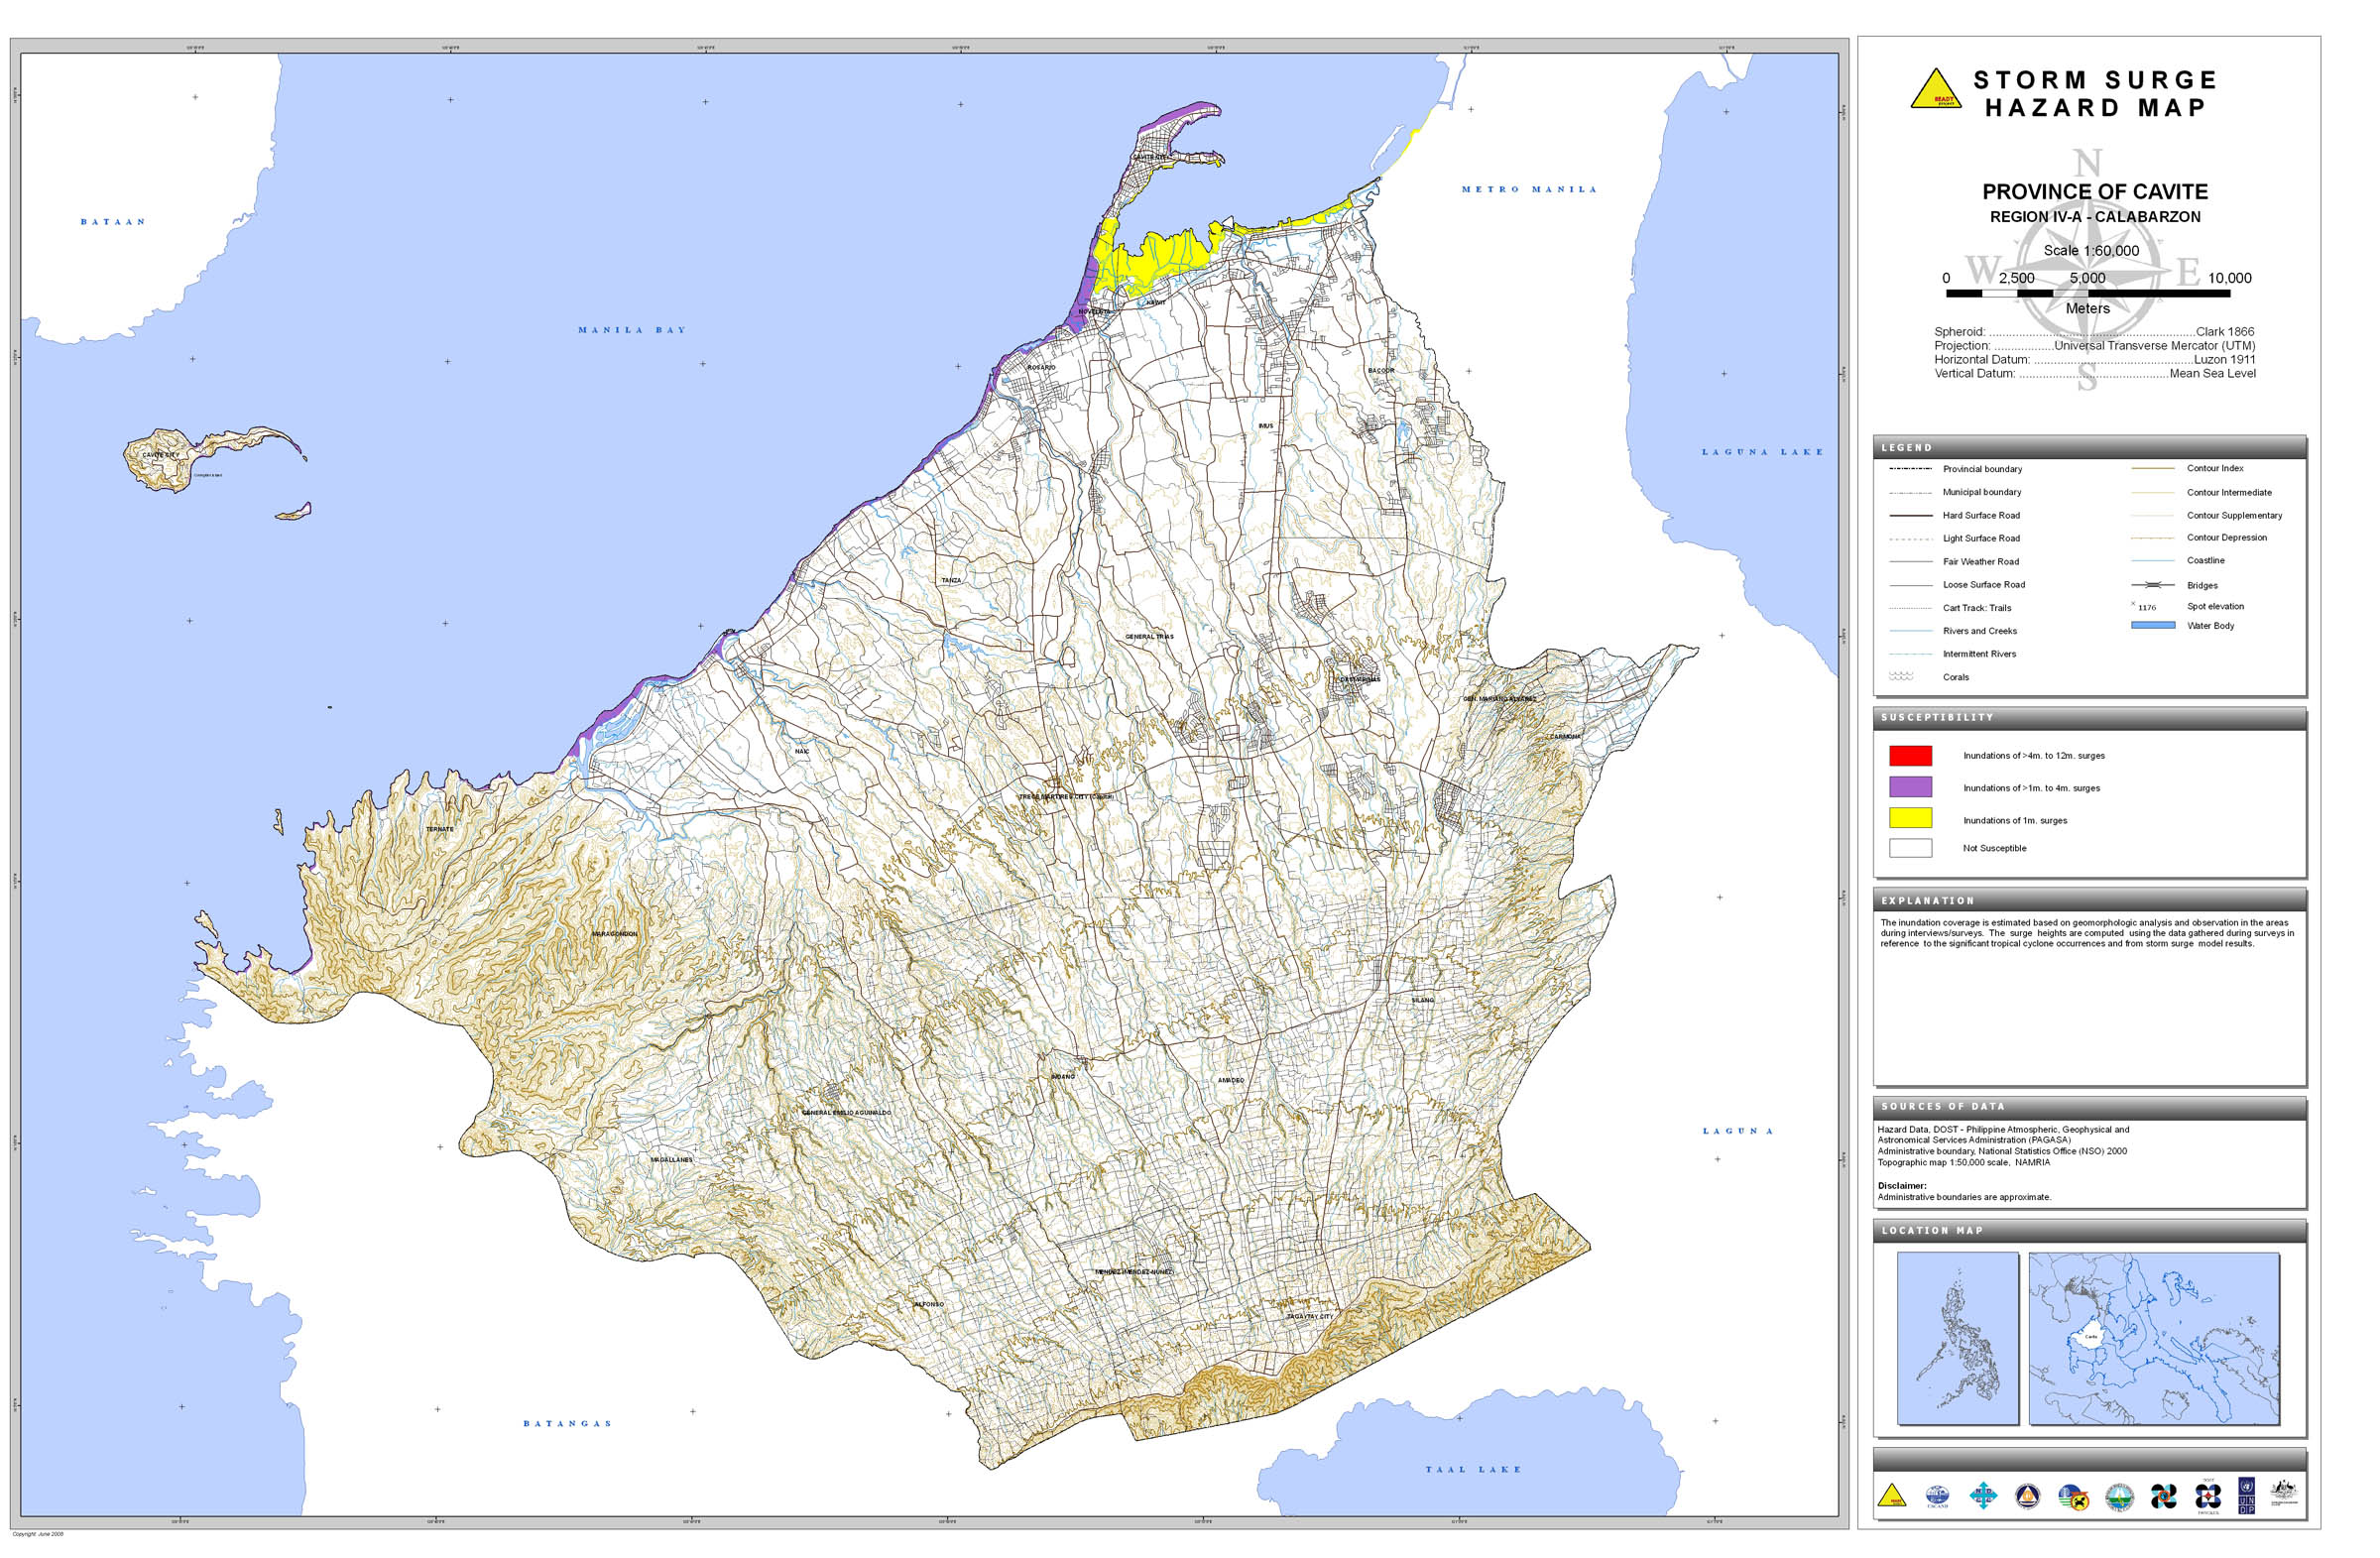 STORM SURGE
HAZARD MAP
READY
project
N
PROVINCE OF CAVITE
REGION IV-A - CALABARZON
Scale 1:60,000
W
E
0 2,500 5,000 10,000
Meters
Spheroid: ........ Clark 1866
Projection: ........ Universal Transverse Mercator (UTM)
Horizontal Datum: ........ Luzon 1911
Vertical Datum: ........ Mean Sea Level
S
LEGEND
Provincial boundary
Municipal boundary
Hard Surface Road
Light Surface Road
Fair Weather Road
Loose Surface Road
Cart Track: Trails
Rivers and Creeks
Intermittent Rivers
Corals
Contour Index
Contour Intermediate
Contour Supplementary
Contour Depression
Coastline
Bridges
x 1176 Spot elevation
Water Body
SUSCEPTIBILITY
Inundations of >4m. to 12m. surges
Inundations of >1m. to 4m. surges
Inundations of 1m. surges
Not Susceptible
EXPLANATION
The inundation coverage is estimated based on geomorphologic analysis and observation in the areas
during interviews/surveys. The surge heights are computed using the data gathered during surveys in
reference to the significant tropical cyclone occurrences and from storm surge model results.
SOURCES OF DATA
Hazard Data, DOST - Philippine Atmospheric, Geophysical and
Astronomical Services Administration (PAGASA)
Administrative boundary, National Statistics Office (NSO) 2000
Topographic map 1:50,000 scale, NAMRIA
Disclaimer:
Administrative boundaries are approximate.
LOCATION MAP
Cavite
BATAAN
MANILA BAY
METRO MANILA
LAGUNA LAKE
LAGUNA
BATANGAS
TAAL LAKE
CAVITE CITY
KAWIT
NOVELETA
ROSARIO
BACOOR
IMUS
CAVITE CITY
Corregidor Island
TANZA
GENERAL TRIAS
DASMARIÑAS
GEN. MARIANO ALVAREZ
CARMONA
NAIC
TRECE MARTIRES CITY (Capital)
TERNATE
MARAGONDON
SILANG
INDANG
AMADEO
GENERAL EMILIO AGUINALDO
MAGALLANES
MENDEZ (MENDEZ-NUÑEZ)
ALFONSO
TAGAYTAY CITY
UN
DP
Copyright: June 2008